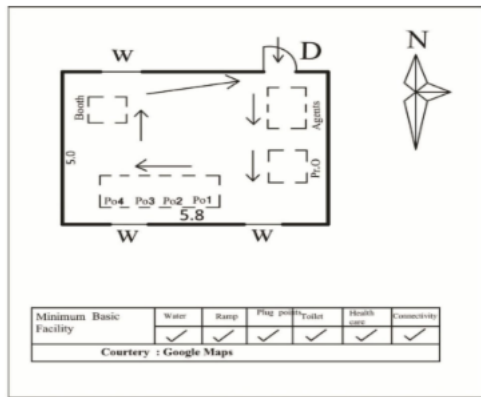 W
D
N
Booth
Agents
5.0
Pr.O
Po4 Po3 Po2 Po1
5.8
W
W
Minimum Basic Facility
Water
Ramp
Plug points
Toilet
Health care
Connectivity
Courtery : Google Maps